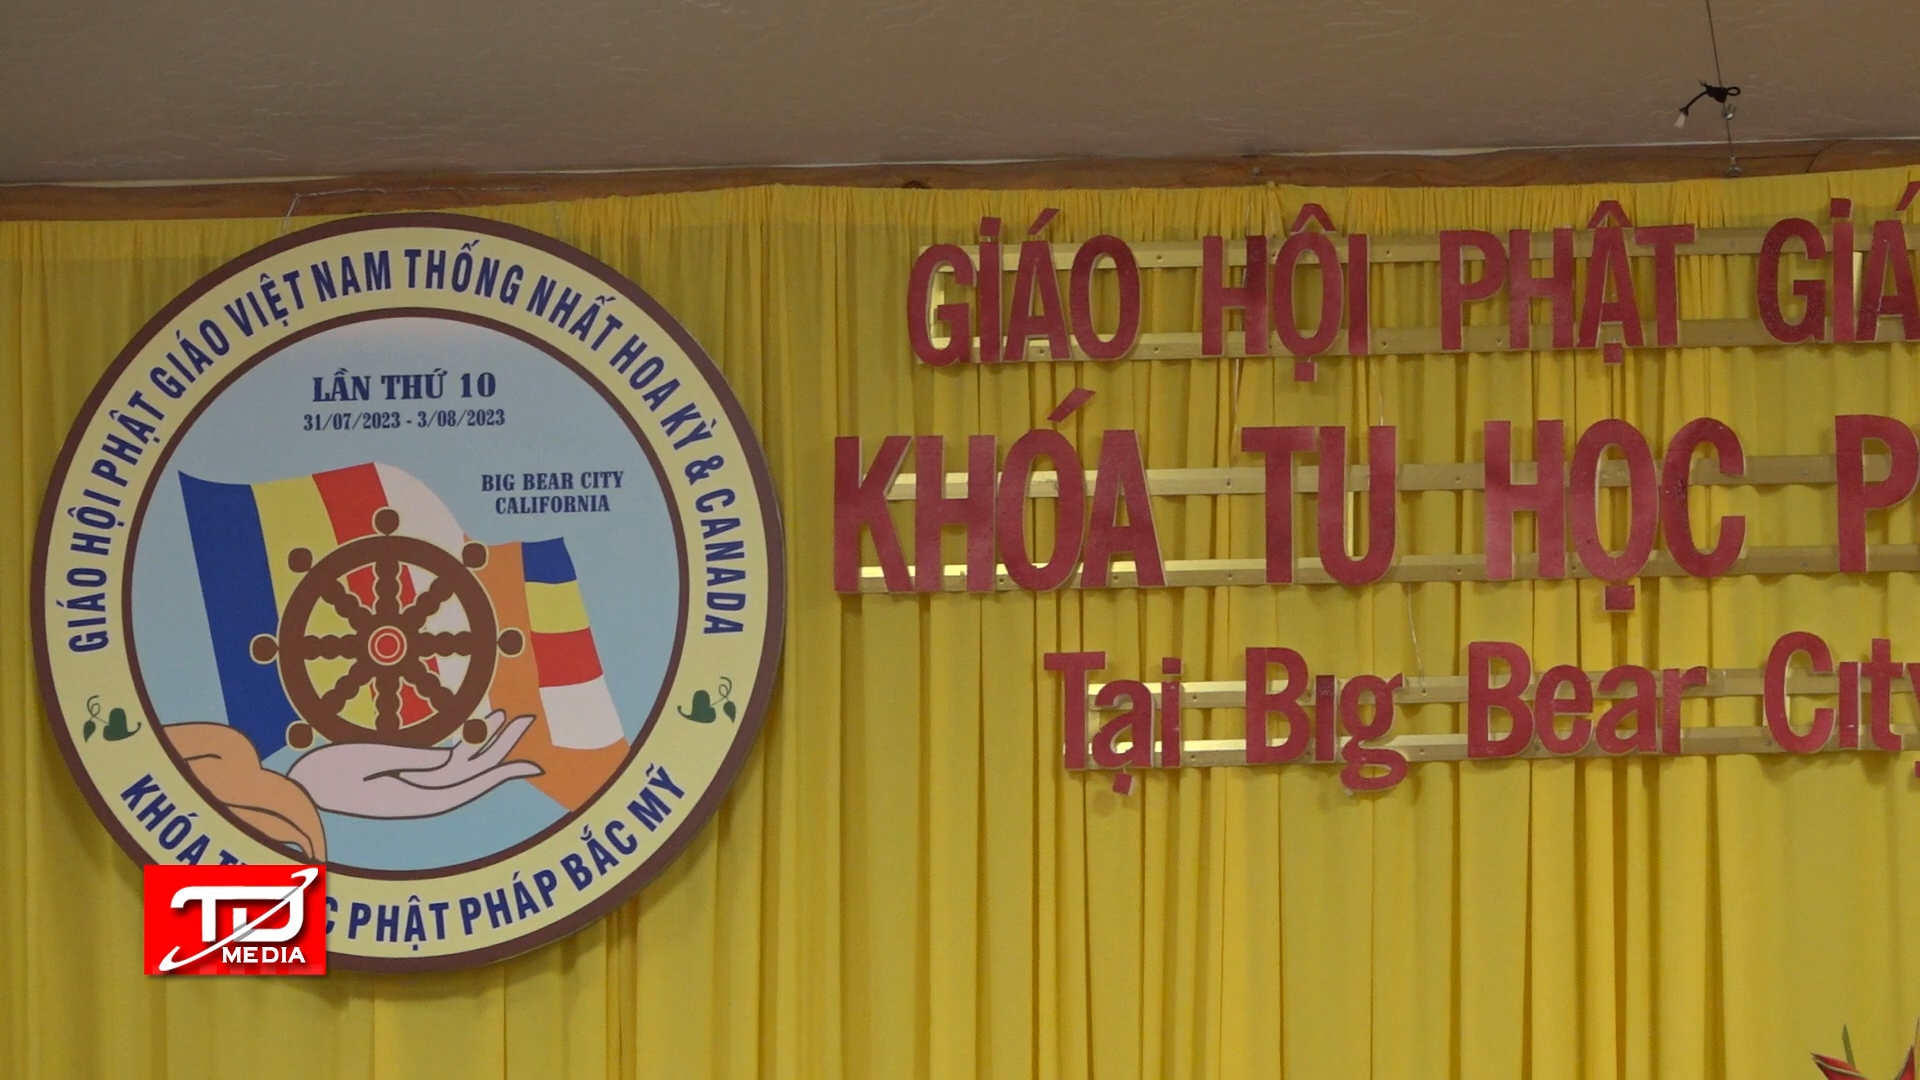 GIÁO HỘI PHẬT GIÁO VIỆT NAM THỐNG NHẤT HOA KỲ & CANADA
LẦN THỨ 10
31/07/2023 - 3/08/2023
BIG BEAR CITY
CALIFORNIA
KHÓA PHẬT PHÁP BẮC MỸ
TD
MEDIA
GIÁO HỘI PHẬT
KHÓA TU HỌC
Tại Big Bear City